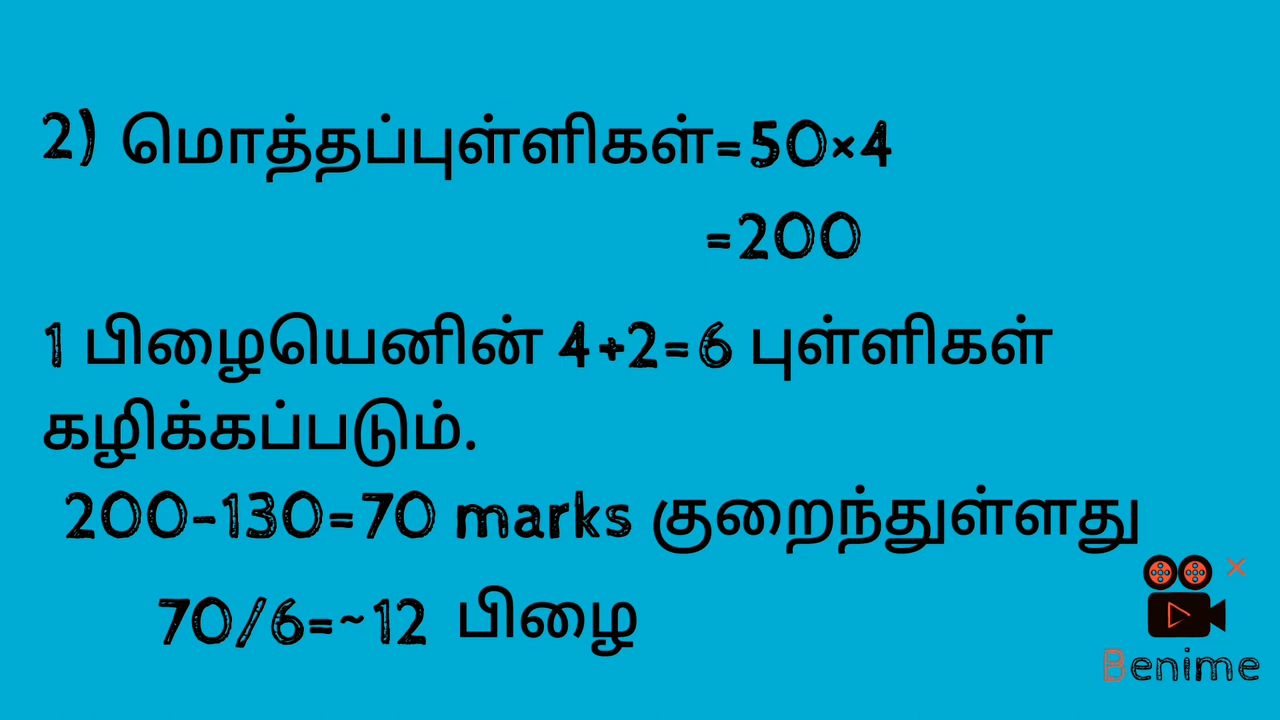 2) மொத்தப்புள்ளிகள்=50×4
=200
1 பிழையெனின் 4+2=6 புள்ளிகள்
கழிக்கப்படும்.
200-130=70 marks குறைந்துள்ளது
70/6=~12 பிழை
Benime